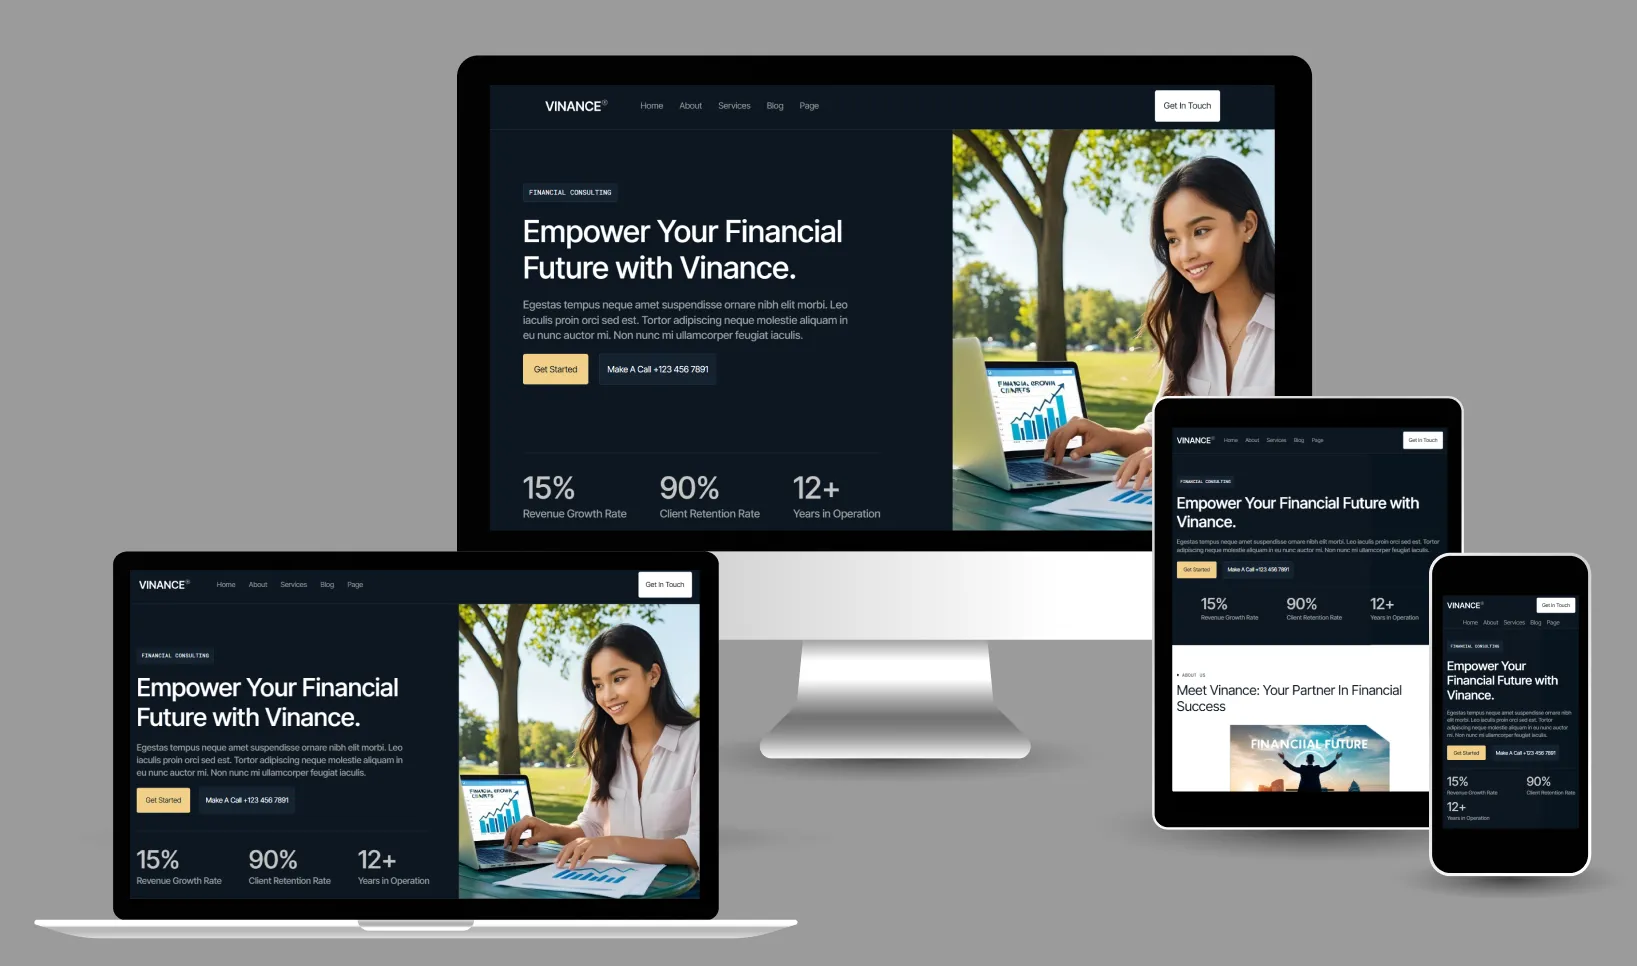 VINANCE®
Home About Services Blog Page
Get In Touch
FINANCIAL CONSULTING
Empower Your Financial
Future with Vinance.
Egestas tempus neque amet suspendisse ornare nibh elit morbi. Leo
iaculis proin orci sed est. Tortor adipiscing neque molestie aliquam in
eu nunc auctor mi. Non nunc mi ullamcorper feugiat iaculis.
Get Started
Make A Call +123 456 7891
15%
Revenue Growth Rate
90%
Client Retention Rate
12+
Years in Operation
VINANCE®
Home About Services Blog Page
Get In Touch
FINANCIAL CONSULTING
Empower Your Financial
Future with Vinance.
Egestas tempus neque amet suspendisse ornare nibh elit morbi. Leo
iaculis proin orci sed est. Tortor adipiscing neque molestie aliquam in
eu nunc auctor mi. Non nunc mi ullamcorper feugiat iaculis.
Get Started
Make A Call +123 456 7891
15%
Revenue Growth Rate
90%
Client Retention Rate
12+
Years in Operation
VINANCE®
Home About Services Blog Page
Get In Touch
FINANCIAL CONSULTING
Empower Your Financial Future with
Vinance.
Egestas tempus neque amet suspendisse ornare nibh elit morbi. Leo iaculis proin orci sed est. Tortor
adipiscing neque molestie aliquam in eu nunc auctor mi. Non nunc mi ullamcorper feugiat iaculis.
Get Started
Make A Call +123 456 7891
15%
Revenue Growth Rate
90%
Client Retention Rate
12+
Years in Operation
ABOUT US
Meet Vinance: Your Partner In Financial
Success
FINANCIIAL FUTURE
VINANCE®
Get In Touch
Home About Services Blog Page
FINANCIAL CONSULTING
Empower Your
Financial Future with
Vinance.
Egestas tempus neque amet suspendisse ornare nibh
elit morbi. Leo iaculis proin orci sed est. Tortor
adipiscing neque molestie aliquam in eu nunc auctor
mi. Non nunc mi ullamcorper feugiat iaculis.
Get Started
Make A Call +123 456 7891
15%
Revenue Growth Rate
90%
Client Retention Rate
12+
Years in Operation